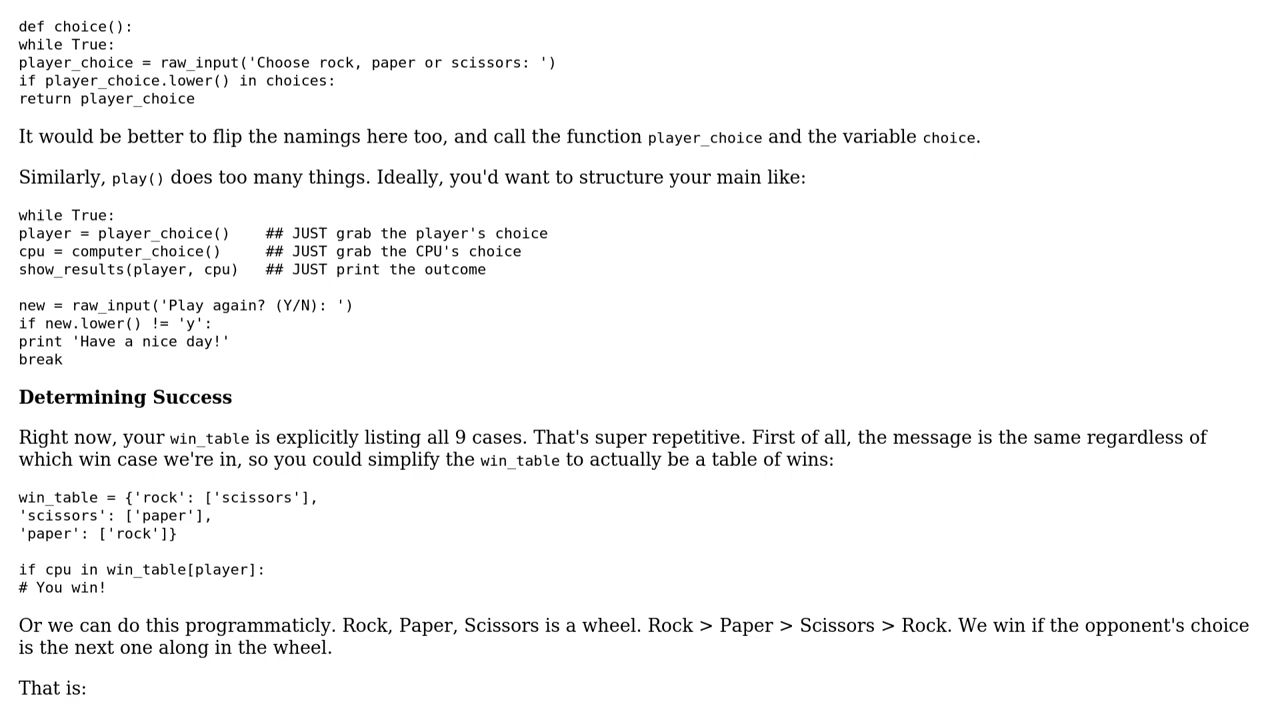 def choice():
while True:
player_choice = raw_input('Choose rock, paper or scissors: ')
if player_choice.lower() in choices:
return player_choice
It would be better to flip the namings here too, and call the function player_choice and the variable choice.
Similarly, play() does too many things. Ideally, you'd want to structure your main like:
while True:
player = player_choice()    ## JUST grab the player's choice
cpu = computer_choice()     ## JUST grab the CPU's choice
show_results(player, cpu)   ## JUST print the outcome
new = raw_input('Play again? (Y/N): ')
if new.lower() != 'y':
print 'Have a nice day!'
break
Determining Success
Right now, your win_table is explicitly listing all 9 cases. That's super repetitive. First of all, the message is the same regardless of
which win case we're in, so you could simplify the win_table to actually be a table of wins:
win_table = {'rock': ['scissors'],
'scissors': ['paper'],
'paper': ['rock']}
if cpu in win_table[player]:
# You win!
Or we can do this programmaticly. Rock, Paper, Scissors is a wheel. Rock > Paper > Scissors > Rock. We win if the opponent's choice
is the next one along in the wheel.
That is: